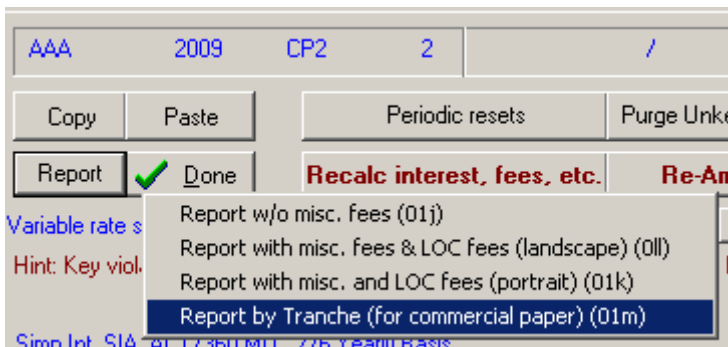 AAA 2009 CP2 2 /
Copy Paste Periodic resets Purge
Report Done Recalc interest, fees, etc.
Variable rate
Report w/o misc. fees (01j)
Report with misc. fees & LOC fees (landscape) (0ll)
Hint: Key
Report with misc. and LOC fees (portrait) (01k)
Report by Tranche (for commercial paper) (01m)